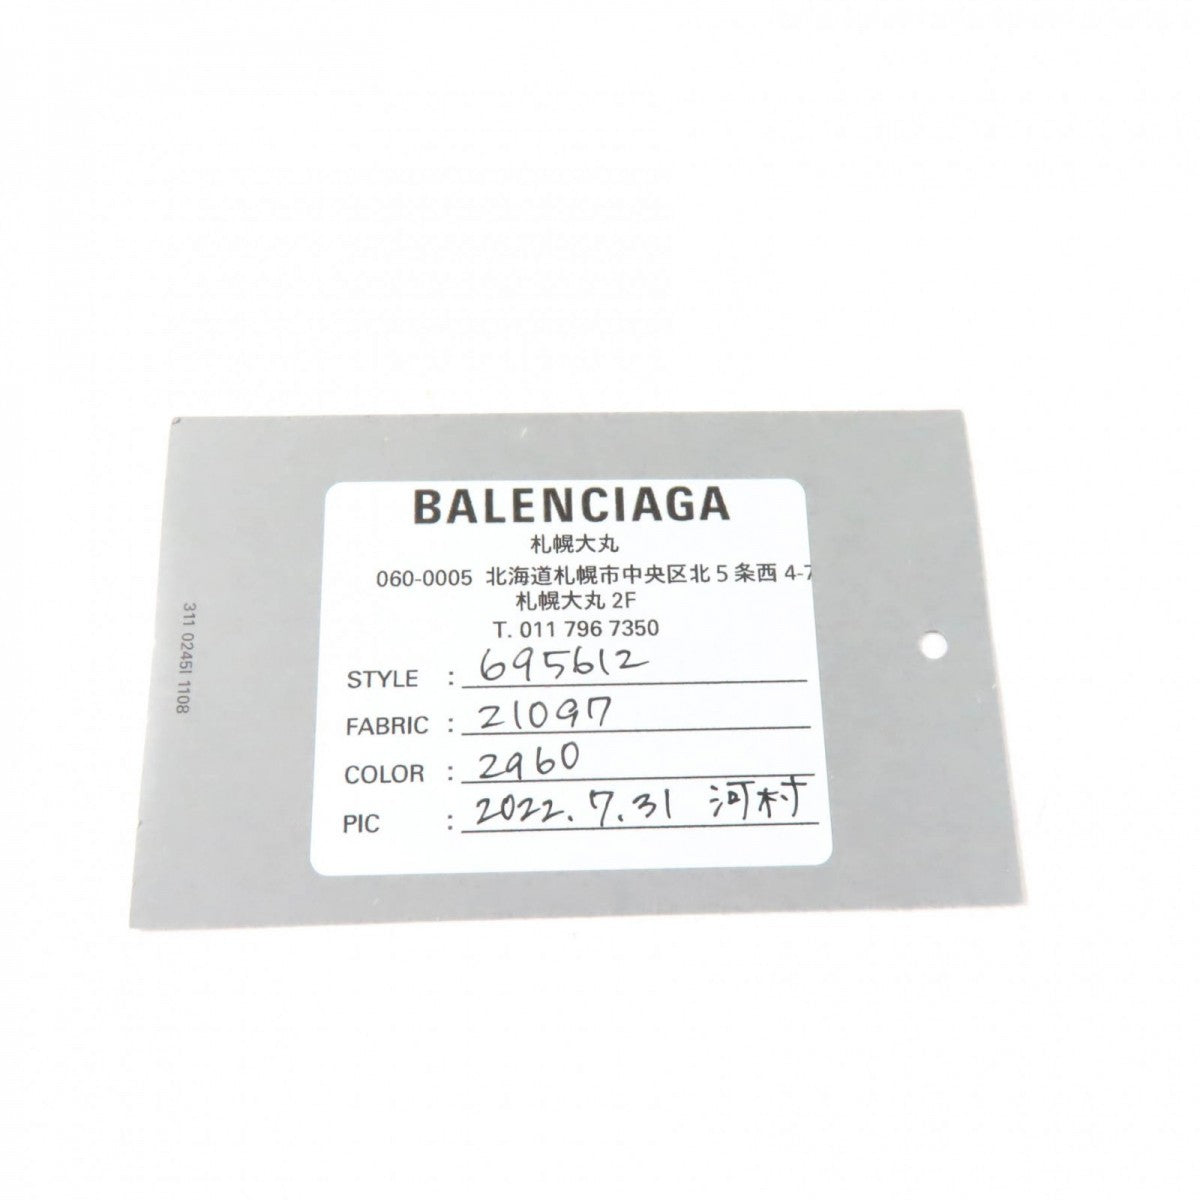 BALENCIAGA
札幌大丸
060-0005 北海道札幌市中央区北5条西4-7
札幌大丸 2F
T. 011 796 7350
STYLE : 695612
FABRIC : 21097
COLOR : 2960
PIC : 2022.7.31 河村
311 0245I 1108